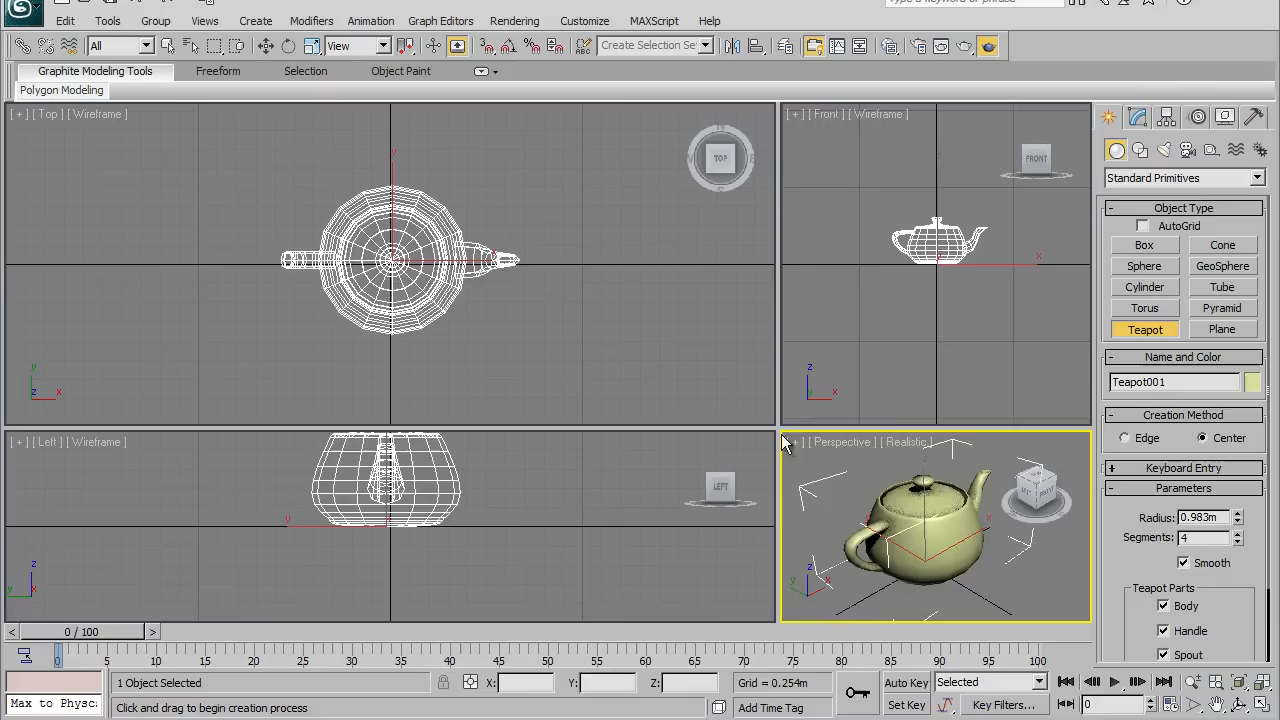 Type a keyword or phrase
Edit Tools Group Views Create Modifiers Animation Graph Editors Rendering Customize MAXScript Help
All View Create Selection Se
Graphite Modeling Tools Freeform Selection Object Paint
Polygon Modeling
[ + ] [ Top ] [ Wireframe ]
TOP
y
x
y
z x
[ + ] [ Front ] [ Wireframe ]
FRONT
x
z
x
[ + ] [ Left ] [ Wireframe ]
LEFT
y
z
y
[ + ] [ Perspective ] [ Realistic ]
x
z
y x
Standard Primitives
- Object Type
AutoGrid
Box Cone
Sphere GeoSphere
Cylinder Tube
Torus Pyramid
Teapot Plane
- Name and Color
Teapot001
- Creation Method
Edge Center
+ Keyboard Entry
- Parameters
Radius: 0.983m
Segments: 4
Smooth
Teapot Parts
Body
Handle
Spout
< 0 / 100 >
0 5 10 15 20 25 30 35 40 45 50 55 60 65 70 75 80 85 90 95 100
1 Object Selected X: Y: Z: Grid = 0.254m Auto Key Selected
Max to Physc: Click and drag to begin creation process Add Time Tag Set Key Key Filters... 0